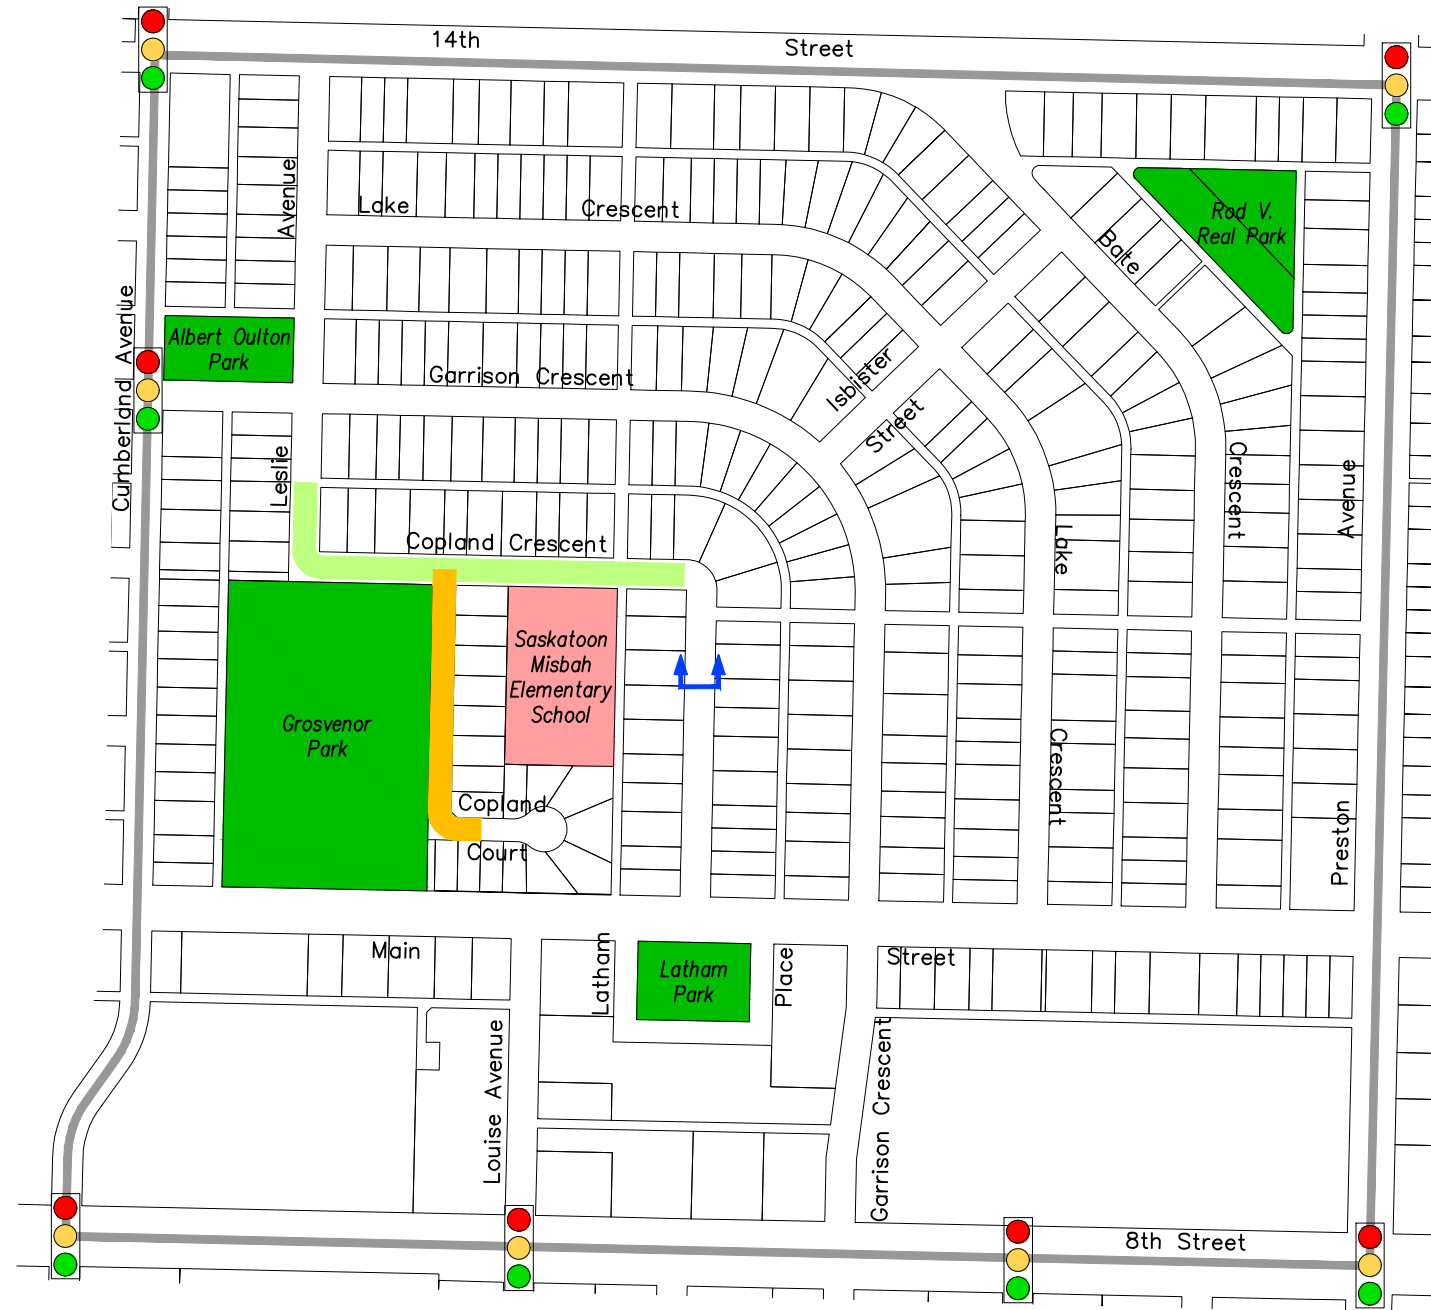 14th
Street
Avenue
Lake
Crescent
Rod V.
Real Park
Bate
Cumberland Avenue
Albert Oulton
Park
Garrison Crescent
Isbister
Street
Leslie
Crescent
Avenue
Copland Crescent
Lake
Saskatoon
Misbah
Elementary
School
Grosvenor
Park
Crescent
Copland
Court
Preston
Main
Latham
Latham
Park
Place
Street
Louise Avenue
Garrison Crescent
8th Street